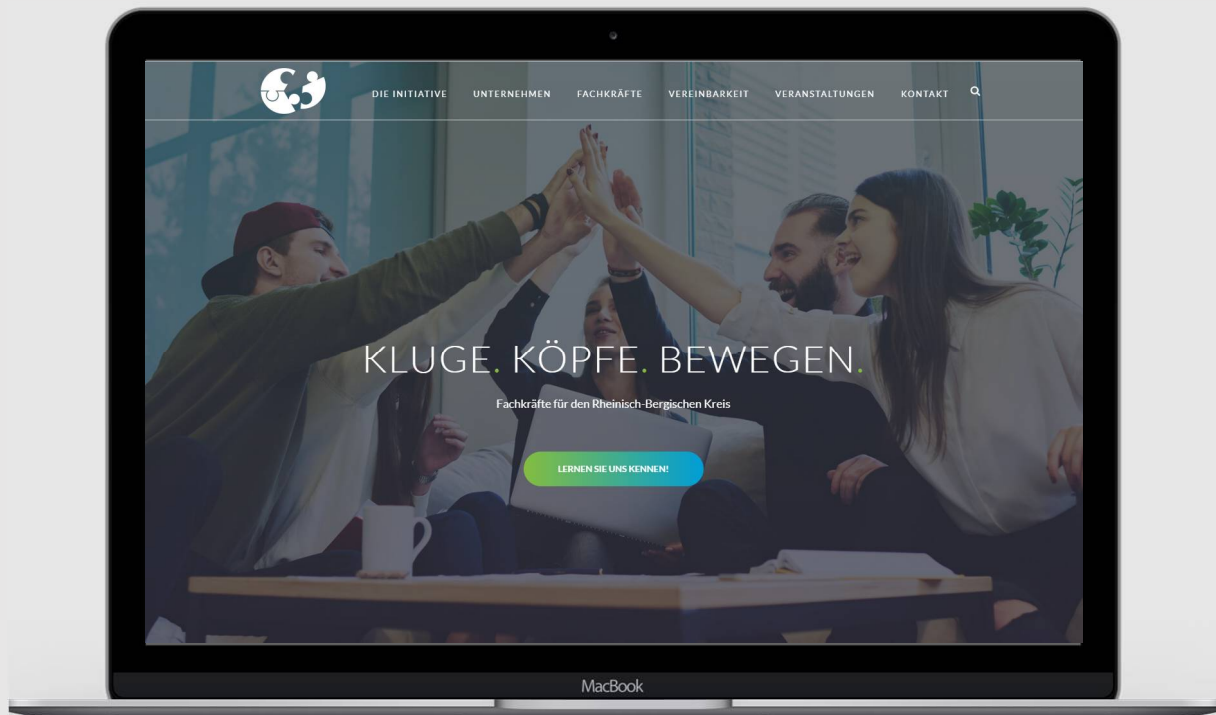 DIE INITIATIVE UNTERNEHMEN FACHKRÄFTE VEREINBARKEIT VERANSTALTUNGEN KONTAKT
KLUGE. KÖPFE. BEWEGEN.
Fachkräfte für den Rheinisch-Bergischen Kreis
LERNEN SIE UNS KENNEN!
MacBook